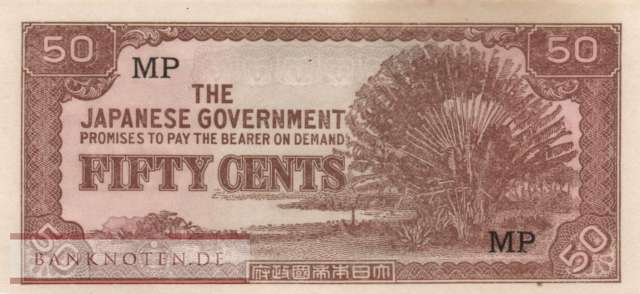 50
50
MP
THE
JAPANESE GOVERNMENT
PROMISES TO PAY THE BEARER ON DEMAND
FIFTY CENTS
MP
50
50
BANKNOTEN.DE
府政國帝本日大